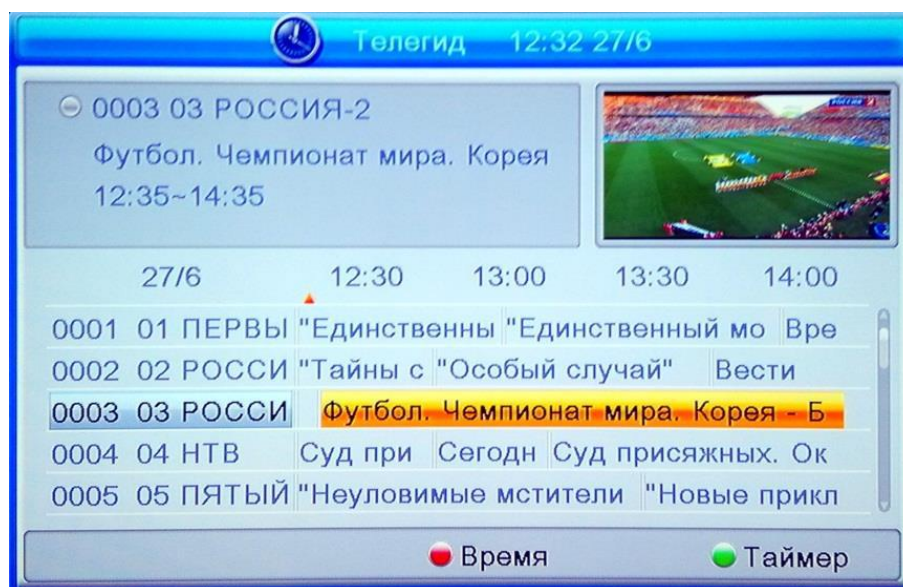 Телегид 12:32 27/6
0003 03 РОССИЯ-2
Футбол. Чемпионат мира. Корея
12:35~14:35
РОССИЯ 2
27/6 12:30 13:00 13:30 14:00
0001 01 ПЕРВЫ "Единственны "Единственный мо Вре
0002 02 РОССИ "Тайны с "Особый случай" Вести
0003 03 РОССИ Футбол. Чемпионат мира. Корея - Б
0004 04 НТВ Суд при Сегодн Суд присяжных. Ок
0005 05 ПЯТЫЙ "Неуловимые мстители "Новые прикл
Время Таймер